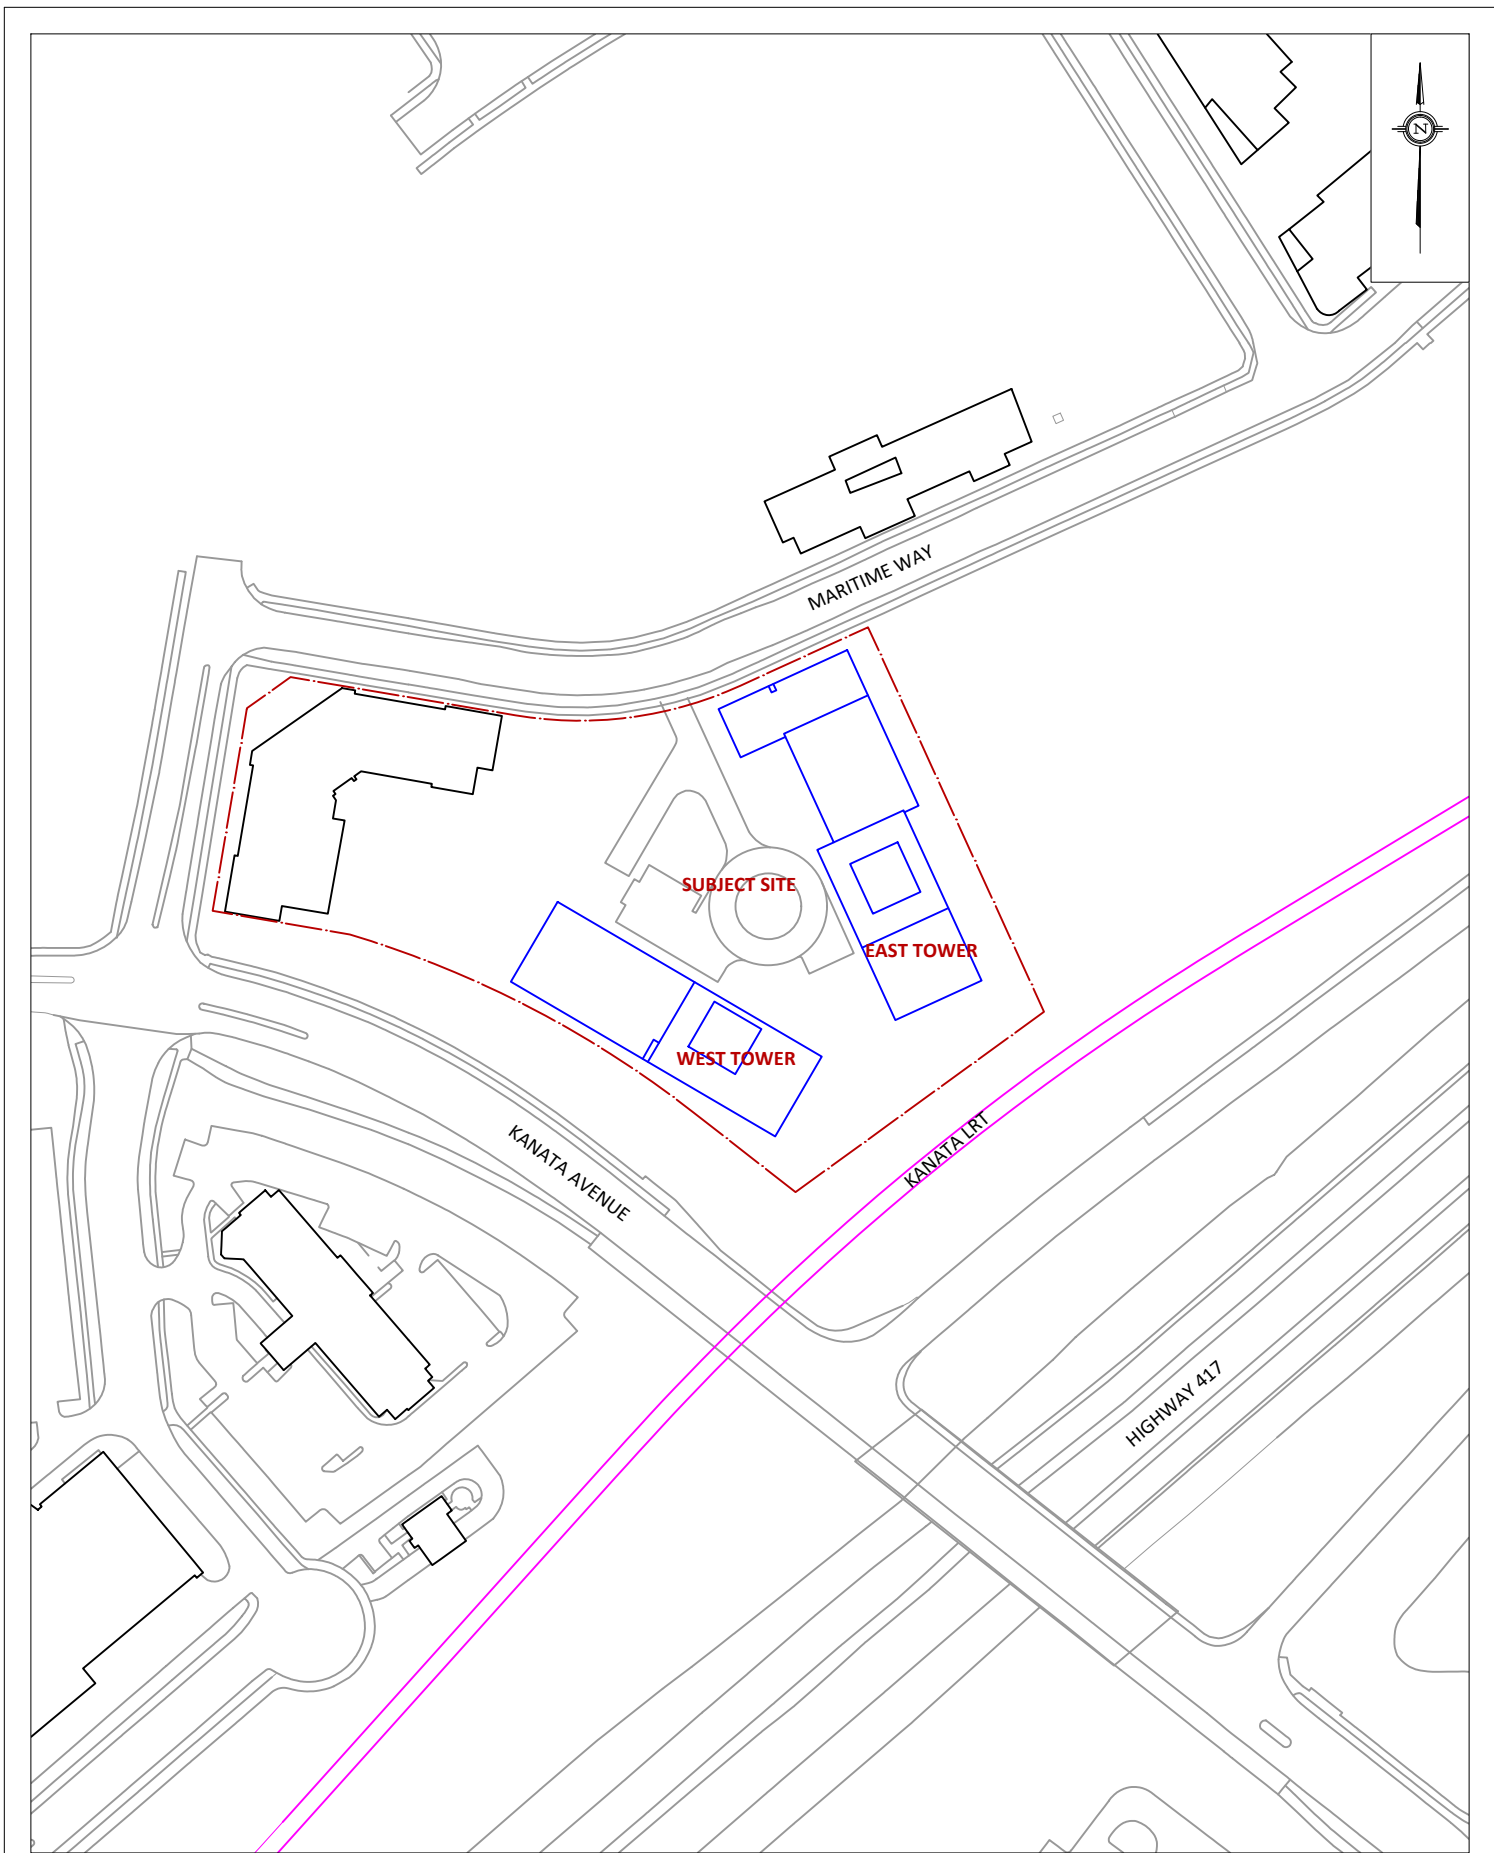 N
MARITIME WAY
SUBJECT SITE
EAST TOWER
WEST TOWER
KANATA AVENUE
KANATA LRT
HIGHWAY 417